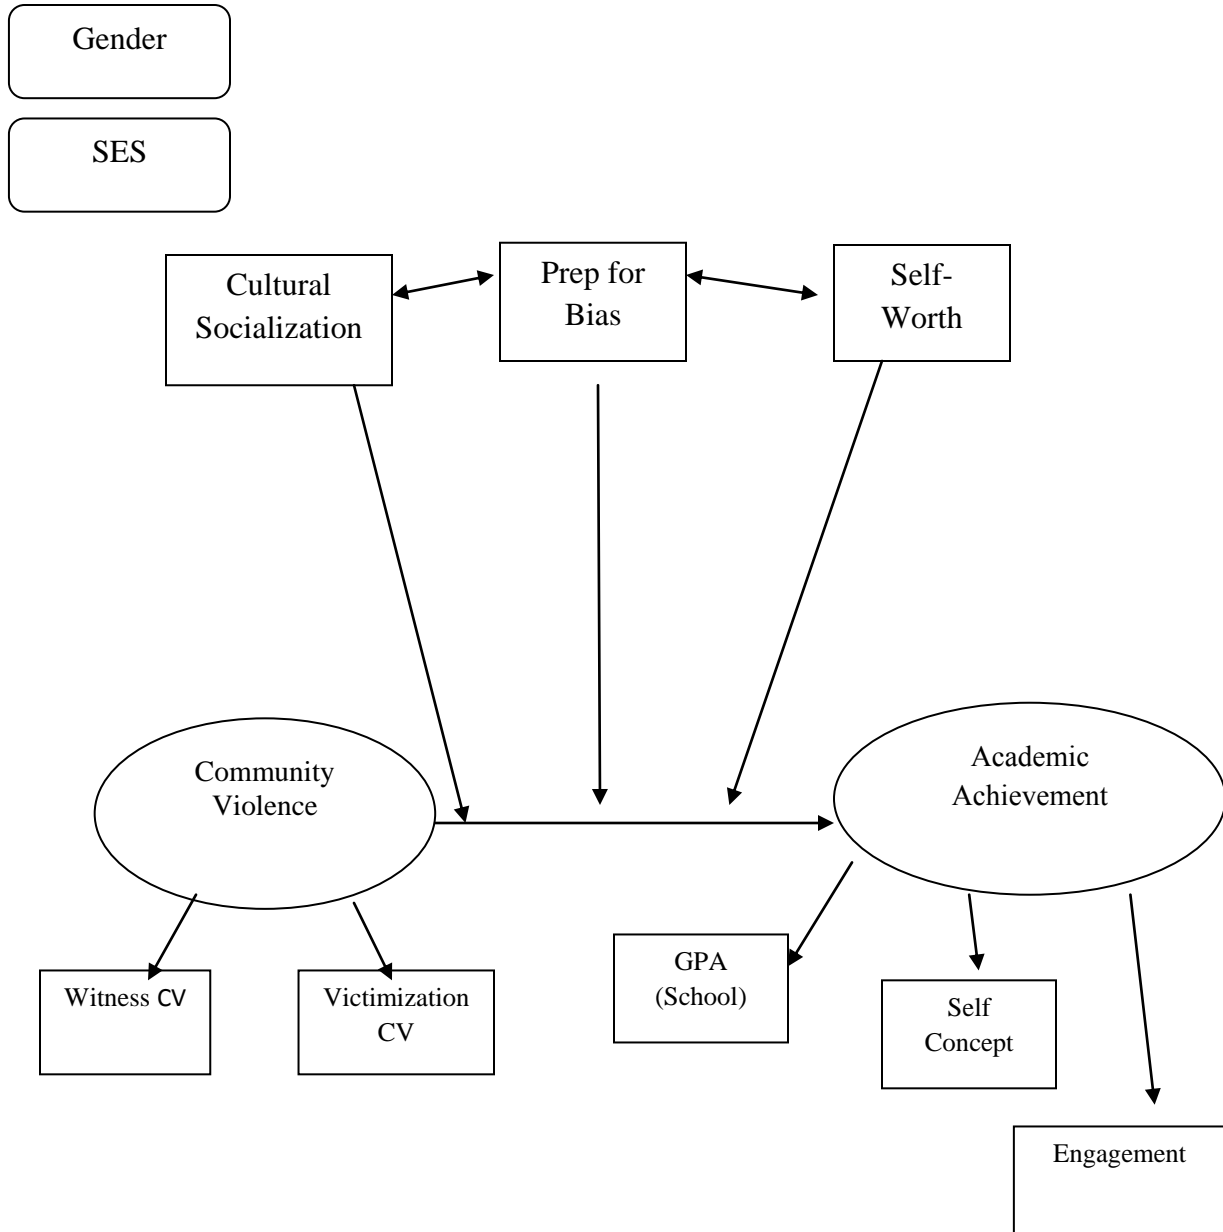 Gender
SES
Cultural
Socialization
Prep for
Bias
Self-
Worth
Community
Violence
Academic
Achievement
Witness CV
Victimization
CV
GPA
(School)
Self
Concept
Engagement